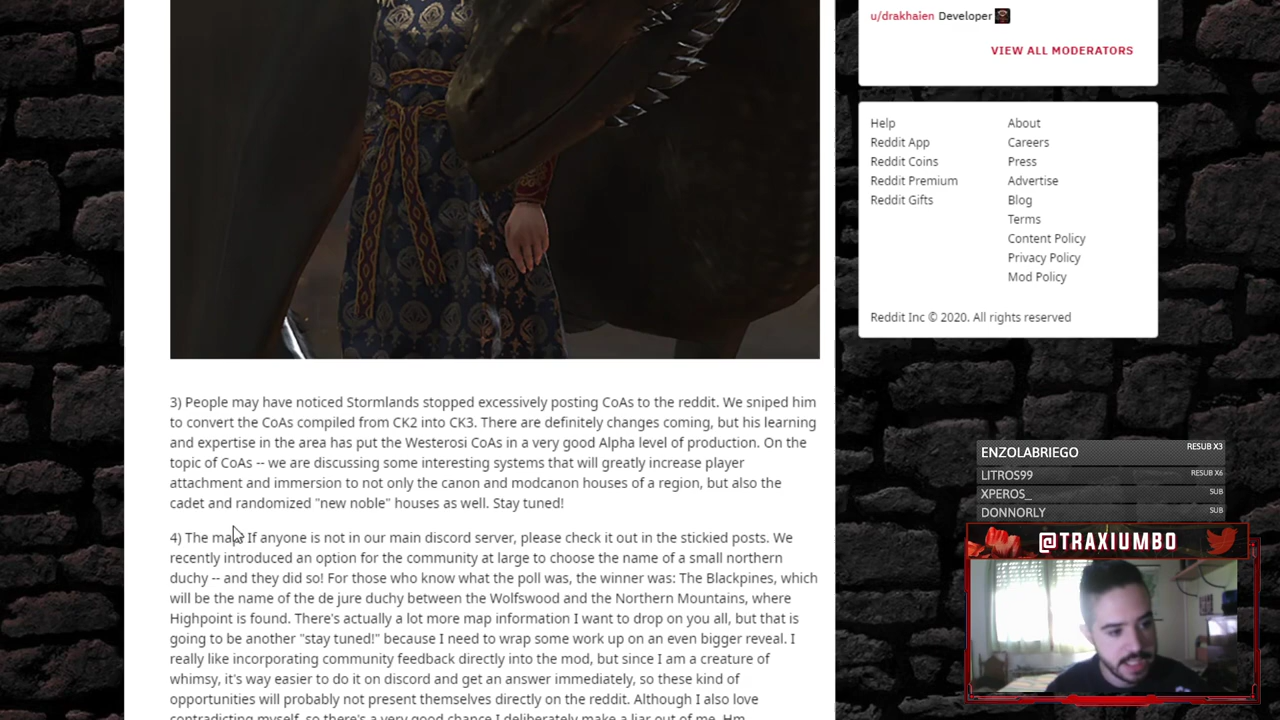 u/drakhaien Developer
VIEW ALL MODERATORS
Help
Reddit App
Reddit Coins
Reddit Premium
Reddit Gifts
About
Careers
Press
Advertise
Blog
Terms
Content Policy
Privacy Policy
Mod Policy
Reddit Inc © 2020. All rights reserved
3) People may have noticed Stormlands stopped excessively posting CoAs to the reddit. We sniped him
to convert the CoAs compiled from CK2 into CK3. There are definitely changes coming, but his learning
and expertise in the area has put the Westerosi CoAs in a very good Alpha level of production. On the
topic of CoAs -- we are discussing some interesting systems that will greatly increase player
attachment and immersion to not only the canon and modcanon houses of a region, but also the
cadet and randomized "new noble" houses as well. Stay tuned!
4) The map. If anyone is not in our main discord server, please check it out in the stickied posts. We
recently introduced an option for the community at large to choose the name of a small northern
duchy -- and they did so! For those who know what the poll was, the winner was: The Blackpines, which
will be the name of the de jure duchy between the Wolfswood and the Northern Mountains, where
Highpoint is found. There's actually a lot more map information I want to drop on you all, but that is
going to be another "stay tuned!" because I need to wrap some work up on an even bigger reveal. I
really like incorporating community feedback directly into the mod, but since I am a creature of
whimsy, it's way easier to do it on discord and get an answer immediately, so these kind of
opportunities will probably not present themselves directly on the reddit. Although I also love
contradicting myself, so there's a very good chance I deliberately make a liar out of me. Hm
ENZOLABRIEGO RESUB X3
LITROS99 RESUB X6
XPEROS_ SUB
DONNORLY SUB
@TRAXIUMBO